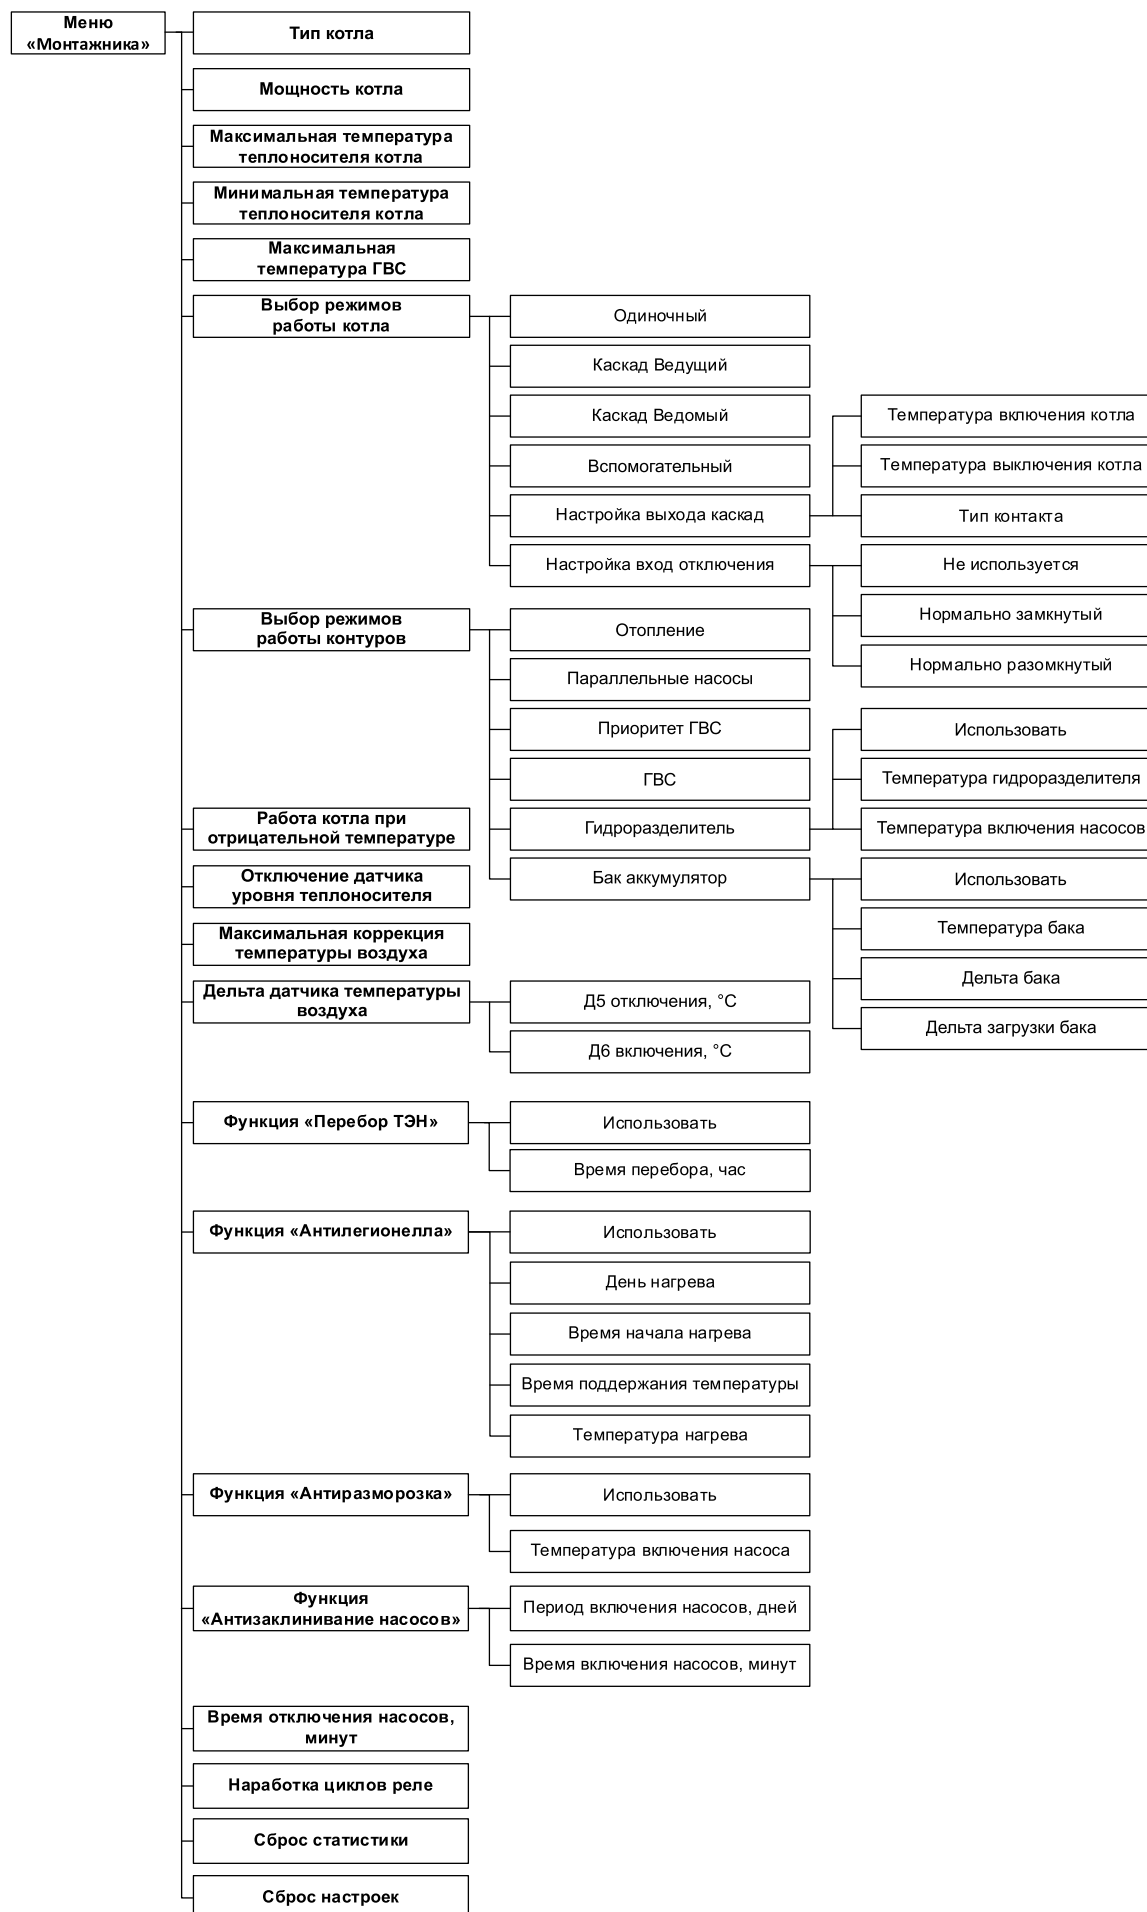 Меню
«Монтажника»
Тип котла
Мощность котла
Максимальная температура
теплоносителя котла
Минимальная температура
теплоносителя котла
Максимальная
температура ГВС
Выбор режимов
работы котла
Одиночный
Каскад Ведущий
Каскад Ведомый
Вспомогательный
Настройка выхода каскад
Температура включения котла
Температура выключения котла
Тип контакта
Настройка вход отключения
Не используется
Нормально замкнутый
Нормально разомкнутый
Выбор режимов
работы контуров
Отопление
Параллельные насосы
Приоритет ГВС
ГВС
Гидроразделитель
Использовать
Температура гидроразделителя
Температура включения насосов
Бак аккумулятор
Использовать
Температура бака
Дельта бака
Дельта загрузки бака
Работа котла при
отрицательной температуре
Отключение датчика
уровня теплоносителя
Максимальная коррекция
температуры воздуха
Дельта датчика температуры
воздуха
Д5 отключения, °С
Д6 включения, °С
Функция «Перебор ТЭН»
Использовать
Время перебора, час
Функция «Антилегионелла»
Использовать
День нагрева
Время начала нагрева
Время поддержания температуры
Температура нагрева
Функция «Антиразморозка»
Использовать
Температура включения насоса
Функция
«Антизаклинивание насосов»
Период включения насосов, дней
Время включения насосов, минут
Время отключения насосов,
минут
Наработка циклов реле
Сброс статистики
Сброс настроек